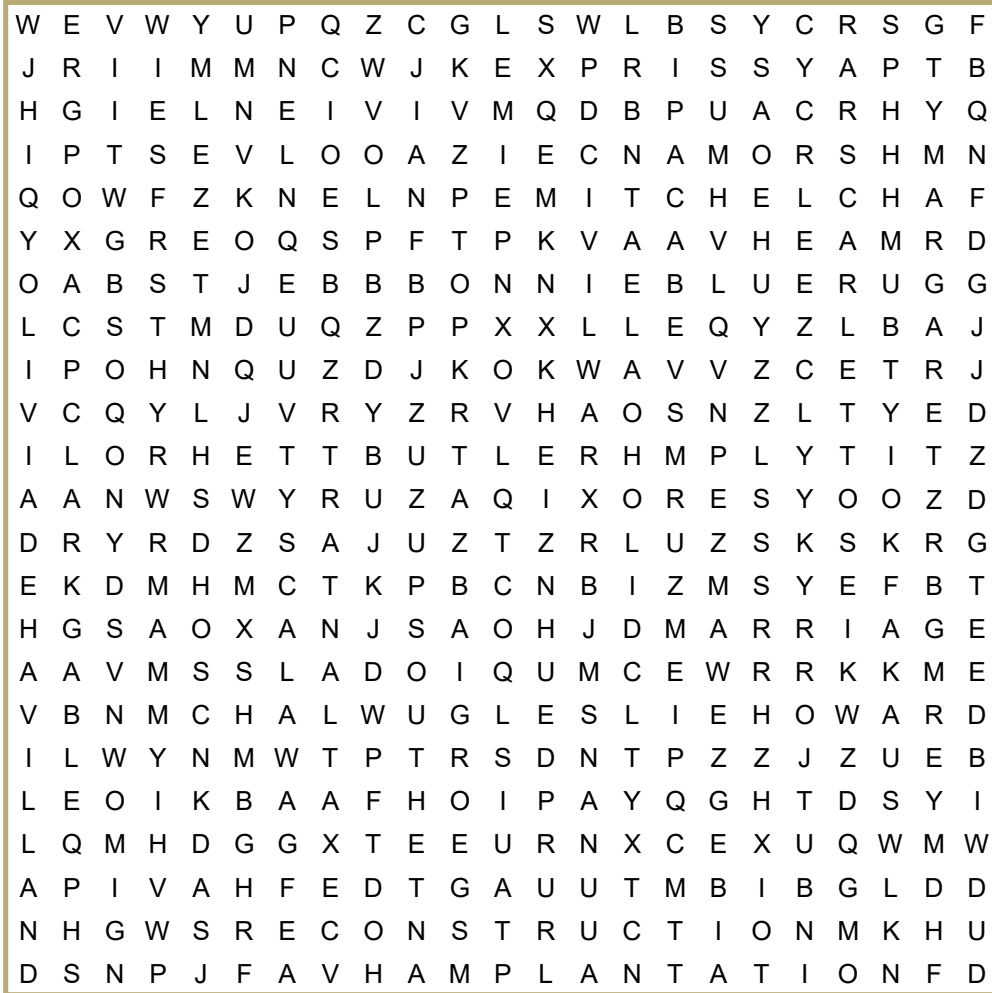 W E V W Y U P Q Z C G L S W L B S Y C R S G F
J R I I M M N C W J K E X P R I S S Y A P T B
H G I E L N E I V I V M Q D B P U A C R H Y Q
I P T S E V L O O A Z I E C N A M O R S H M N
Q O W F Z K N E L N P E M I T C H E L C H A F
Y X G R E O Q S P F T P K V A A V H E A M R D
O A B S T J E B B B O N N I E B L U E R U G G
L C S T M D U Q Z P P X X L L E Q Y Z L B A J
I P O H N Q U Z D J K O K W A V V Z C E T R J
V C Q Y L J V R Y Z R V H A O S N Z L T Y E D
I L O R H E T T B U T L E R H M P L Y T I T Z
A A N W S W Y R U Z A Q I X O R E S Y O O Z D
D R Y R D Z S A J U Z T Z R L U Z S K S K R G
E K D M H M C T K P B C N B I Z M S Y E F B T
H G S A O X A N J S A O H J D M A R R I A G E
A A V M S S L A D O I Q U M C E W R R K K M E
V B N M C H A L W U G L E S L I E H O W A R D
I L W Y N M W T P T R S D N T P Z Z J Z U E B
L E O I K B A A F H O I P A Y Q G H T D S Y I
L Q M H D G G X T E E U R N X C E X U Q W M W
A P I V A H F E D T G A U U T M B I B G L D D
N H G W S R E C O N S T R U C T I O N M K H U
D S N P J F A V H A M P L A N T A T I O N F D